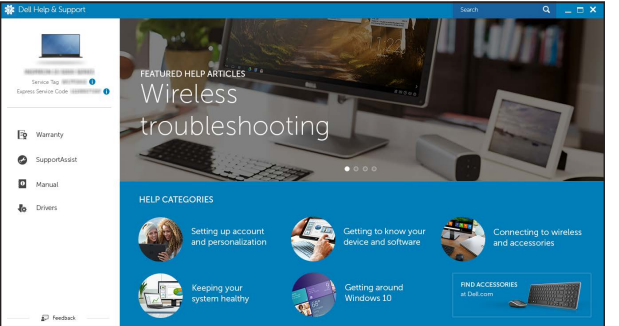 Dell Help & Support
Search
Service Tag
Express Service Code
Warranty
SupportAssist
Manual
Drivers
Feedback
FEATURED HELP ARTICLES
Wireless
troubleshooting
HELP CATEGORIES
Setting up account
and personalization
Getting to know your
device and software
Connecting to wireless
and accessories
Keeping your
system healthy
Getting around
Windows 10
FIND ACCESSORIES
at Dell.com